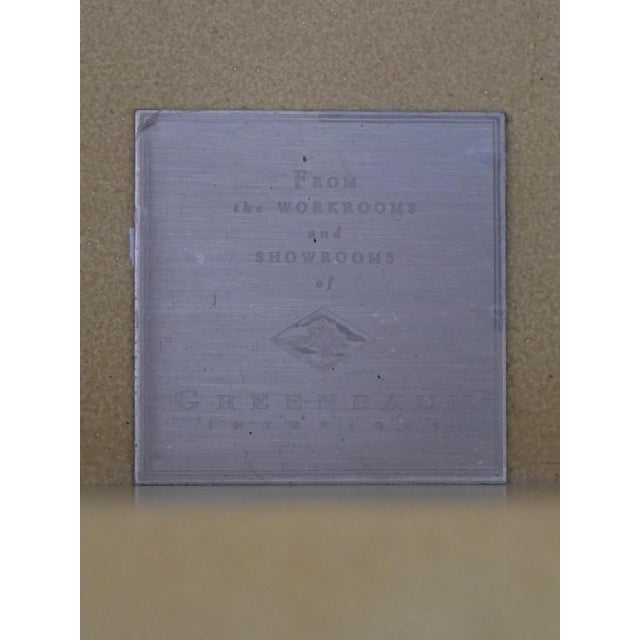 FROM
the WORKROOMS
and
SHOWROOMS
of
GREENBAUM
INTERIORS